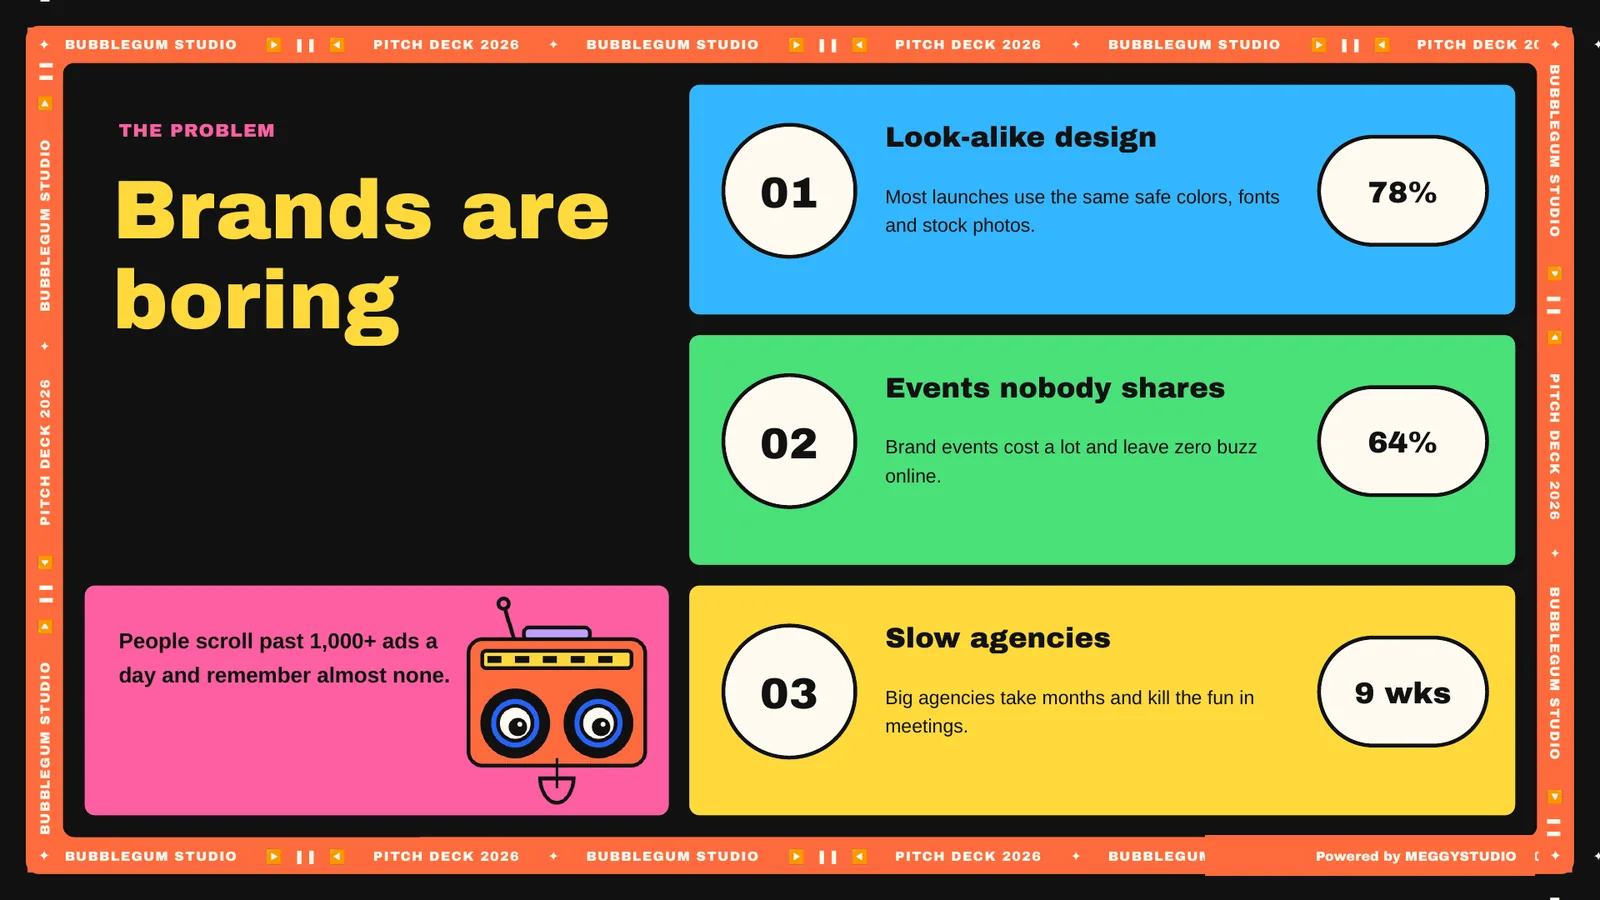 ✦ BUBBLEGUM STUDIO ▶ ❚❚ ◀ PITCH DECK 2026 ✦ BUBBLEGUM STUDIO ▶ ❚❚ ◀ PITCH DECK 2026 ✦ BUBBLEGUM STUDIO ▶ ❚❚ ◀ PITCH DECK 20 ✦
BUBBLEGUM STUDIO ▶ ❚❚ ◀ PITCH DECK 2026 ✦ BUBBLEGUM STUDIO
THE PROBLEM
Brands are
boring
People scroll past 1,000+ ads a
day and remember almost none.
01
Look-alike design
Most launches use the same safe colors, fonts
and stock photos.
78%
02
Events nobody shares
Brand events cost a lot and leave zero buzz
online.
64%
03
Slow agencies
Big agencies take months and kill the fun in
meetings.
9 wks
BUBBLEGUM STUDIO ▶ ❚❚ ◀ PITCH DECK 2026 ✦ BUBBLEGUM STUDIO
✦ BUBBLEGUM STUDIO ▶ ❚❚ ◀ PITCH DECK 2026 ✦ BUBBLEGUM STUDIO ▶ ❚❚ ◀ PITCH DECK 2026 ✦ BUBBLEGUM
Powered by MEGGYSTUDIO ✦